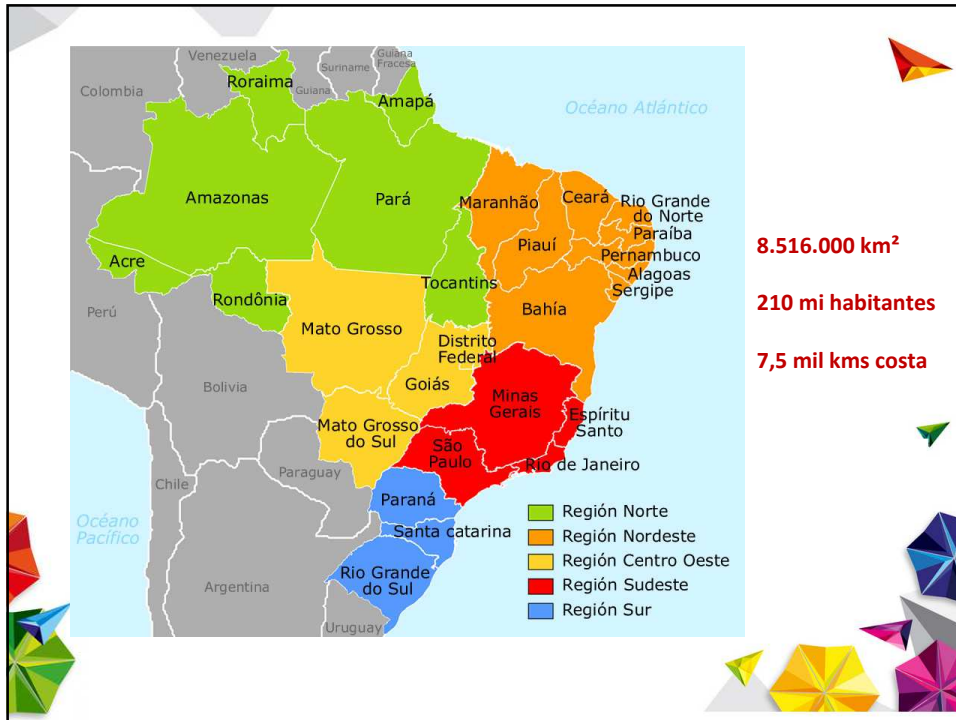 Venezuela
Guiana
Fracesa
Suriname
Guiana
Colombia
Roraima
Amapá
Océano Atlántico
Amazonas
Pará
Maranhão
Ceará
Rio Grande
do Norte
Paraíba
Piauí
Pernambuco
Alagoas
Sergipe
Acre
Tocantins
Rondônia
Bahía
Perú
Mato Grosso
Distrito
Federal
Goiás
Bolivia
Minas
Gerais
Espíritu
Santo
Mato Grosso
do Sul
São
Paulo
Rio de Janeiro
Paraguay
Chile
Paraná
Océano
Pacífico
Santa catarina
Rio Grande
do Sul
Argentina
Uruguay
Región Norte
Región Nordeste
Región Centro Oeste
Región Sudeste
Región Sur
8.516.000 km²
210 mi habitantes
7,5 mil kms costa